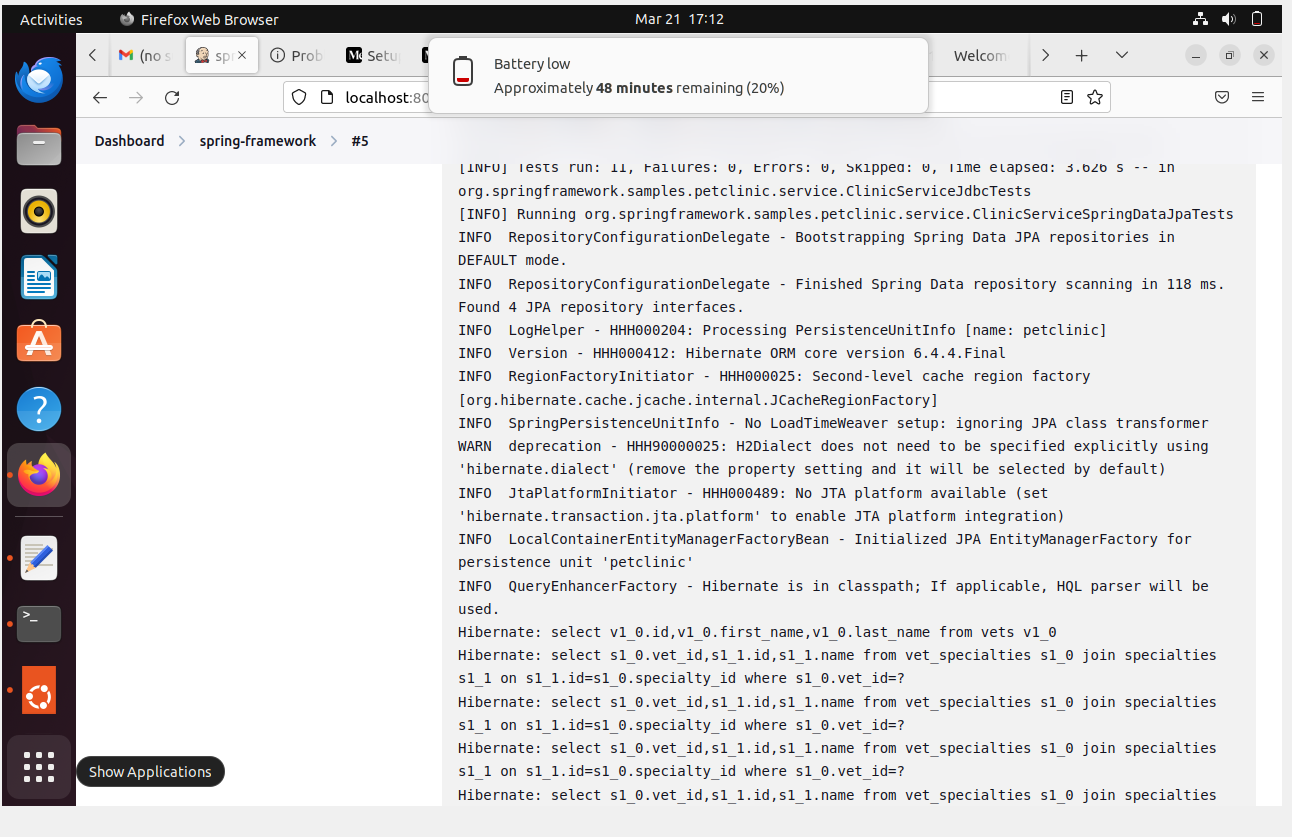 Activities
Firefox Web Browser
Mar 21 17:12
(no s
spr
Prob
Setu
Welcom
Battery low
Approximately 48 minutes remaining (20%)
localhost:80
Dashboard > spring-framework > #5
[INFO] Tests run: 11, Failures: 0, Errors: 0, Skipped: 0, Time elapsed: 3.626 s -- in
org.springframework.samples.petclinic.service.ClinicServiceJdbcTests
[INFO] Running org.springframework.samples.petclinic.service.ClinicServiceSpringDataJpaTests
INFO  RepositoryConfigurationDelegate - Bootstrapping Spring Data JPA repositories in
DEFAULT mode.
INFO  RepositoryConfigurationDelegate - Finished Spring Data repository scanning in 118 ms.
Found 4 JPA repository interfaces.
INFO  LogHelper - HHH000204: Processing PersistenceUnitInfo [name: petclinic]
INFO  Version - HHH000412: Hibernate ORM core version 6.4.4.Final
INFO  RegionFactoryInitiator - HHH000025: Second-level cache region factory
[org.hibernate.cache.jcache.internal.JCacheRegionFactory]
INFO  SpringPersistenceUnitInfo - No LoadTimeWeaver setup: ignoring JPA class transformer
WARN  deprecation - HHH90000025: H2Dialect does not need to be specified explicitly using
'hibernate.dialect' (remove the property setting and it will be selected by default)
INFO  JtaPlatformInitiator - HHH000489: No JTA platform available (set
'hibernate.transaction.jta.platform' to enable JTA platform integration)
INFO  LocalContainerEntityManagerFactoryBean - Initialized JPA EntityManagerFactory for
persistence unit 'petclinic'
INFO  QueryEnhancerFactory - Hibernate is in classpath; If applicable, HQL parser will be
used.
Hibernate: select v1_0.id,v1_0.first_name,v1_0.last_name from vets v1_0
Hibernate: select s1_0.vet_id,s1_1.id,s1_1.name from vet_specialties s1_0 join specialties
s1_1 on s1_1.id=s1_0.specialty_id where s1_0.vet_id=?
Hibernate: select s1_0.vet_id,s1_1.id,s1_1.name from vet_specialties s1_0 join specialties
s1_1 on s1_1.id=s1_0.specialty_id where s1_0.vet_id=?
Hibernate: select s1_0.vet_id,s1_1.id,s1_1.name from vet_specialties s1_0 join specialties
s1_1 on s1_1.id=s1_0.specialty_id where s1_0.vet_id=?
Hibernate: select s1_0.vet_id,s1_1.id,s1_1.name from vet_specialties s1_0 join specialties
Show Applications